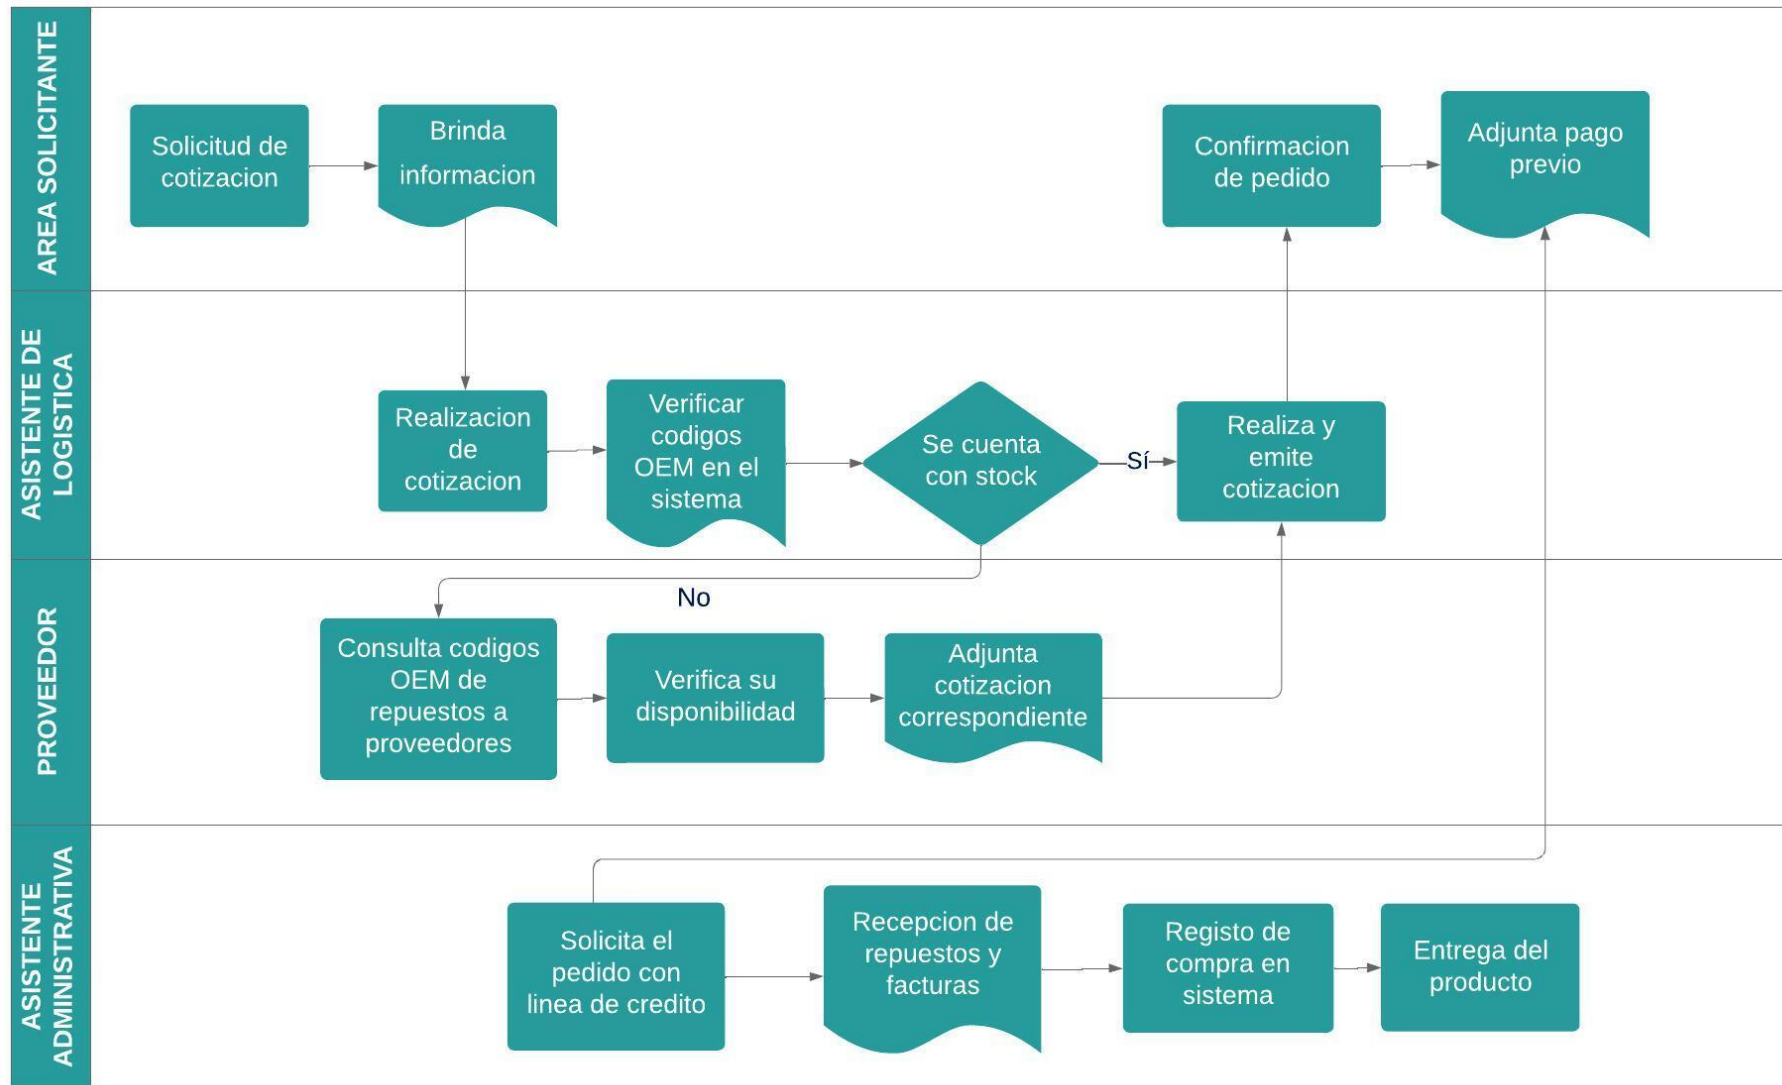 AREA SOLICITANTE
Solicitud de
cotizacion
Brinda
informacion
Confirmacion
de pedido
Adjunta pago
previo
ASISTENTE DE
LOGISTICA
Realizacion
de
cotizacion
Verificar
codigos
OEM en el
sistema
Se cuenta
con stock
Sí
Realiza y
emite
cotizacion
No
PROVEEDOR
Consulta codigos
OEM de
repuestos a
proveedores
Verifica su
disponibilidad
Adjunta
cotizacion
correspondiente
ASISTENTE
ADMINISTRATIVA
Solicita el
pedido con
linea de credito
Recepcion de
repuestos y
facturas
Registo de
compra en
sistema
Entrega del
producto